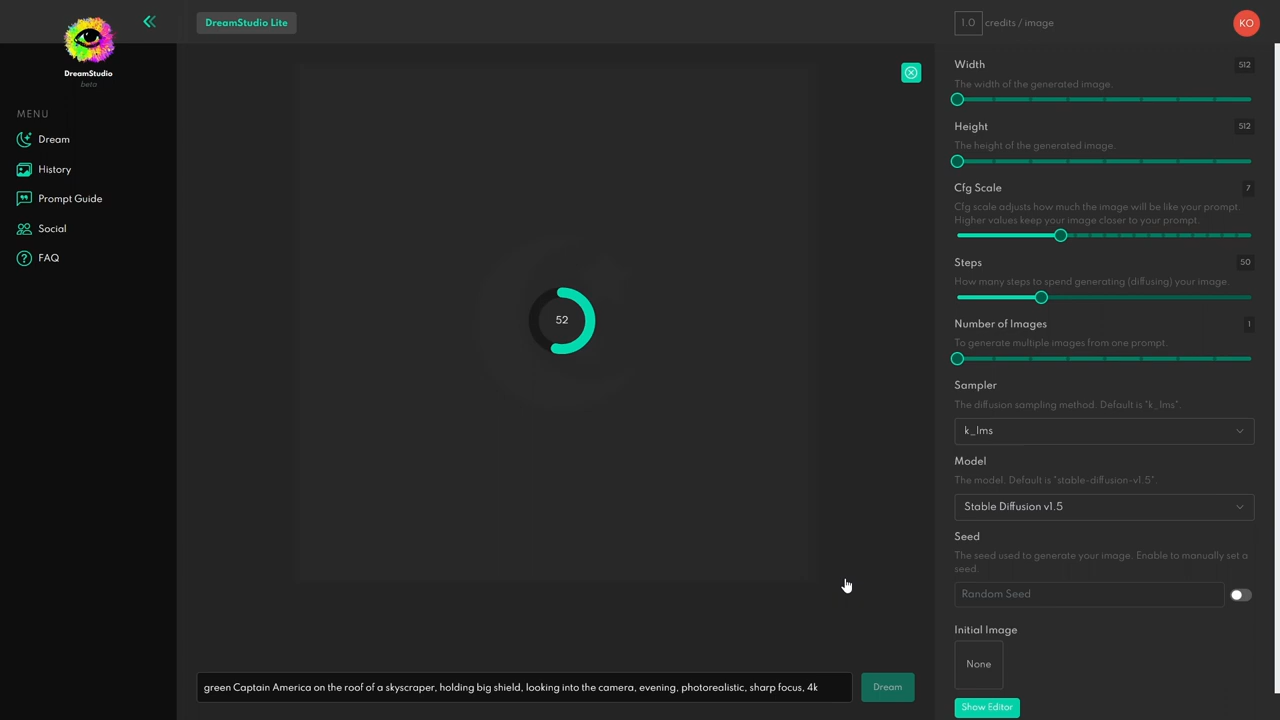 DreamStudio
beta
MENU
Dream
History
Prompt Guide
Social
FAQ
DreamStudio Lite
52
green Captain America on the roof of a skyscraper, holding big shield, looking into the camera, evening, photorealistic, sharp focus, 4k
Dream
1.0 credits / image
KO
Width 512
The width of the generated image.
Height 512
The height of the generated image.
Cfg Scale 7
Cfg scale adjusts how much the image will be like your prompt.
Higher values keep your image closer to your prompt.
Steps 50
How many steps to spend generating (diffusing) your image.
Number of Images 1
To generate multiple images from one prompt.
Sampler
The diffusion sampling method. Default is "k_lms".
k_lms
Model
The model. Default is "stable-diffusion-v1.5".
Stable Diffusion v1.5
Seed
The seed used to generate your image. Enable to manually set a
seed.
Random Seed
Initial Image
None
Show Editor